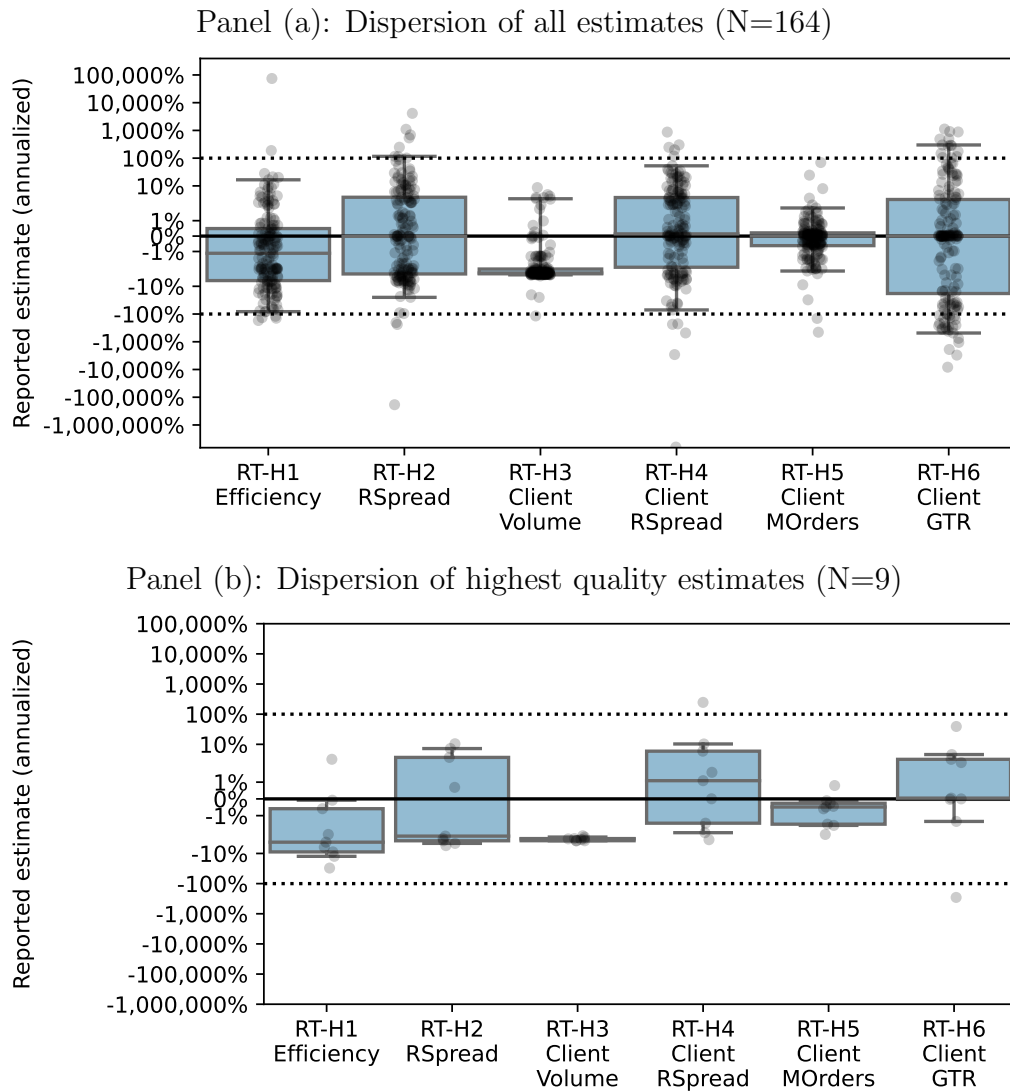 Panel (a): Dispersion of all estimates (N=164)
Reported estimate (annualized)
100,000%
10,000%
1,000%
100%
10%
1%
0%
-1%
-10%
-100%
-1,000%
-10,000%
-100,000%
-1,000,000%
RT-H1 RT-H2 RT-H3 RT-H4 RT-H5 RT-H6
Efficiency RSpread Client Client Client Client
Volume RSpread MOrders GTR
Panel (b): Dispersion of highest quality estimates (N=9)
Reported estimate (annualized)
100,000%
10,000%
1,000%
100%
10%
1%
0%
-1%
-10%
-100%
-1,000%
-10,000%
-100,000%
-1,000,000%
RT-H1 RT-H2 RT-H3 RT-H4 RT-H5 RT-H6
Efficiency RSpread Client Client Client Client
Volume RSpread MOrders GTR